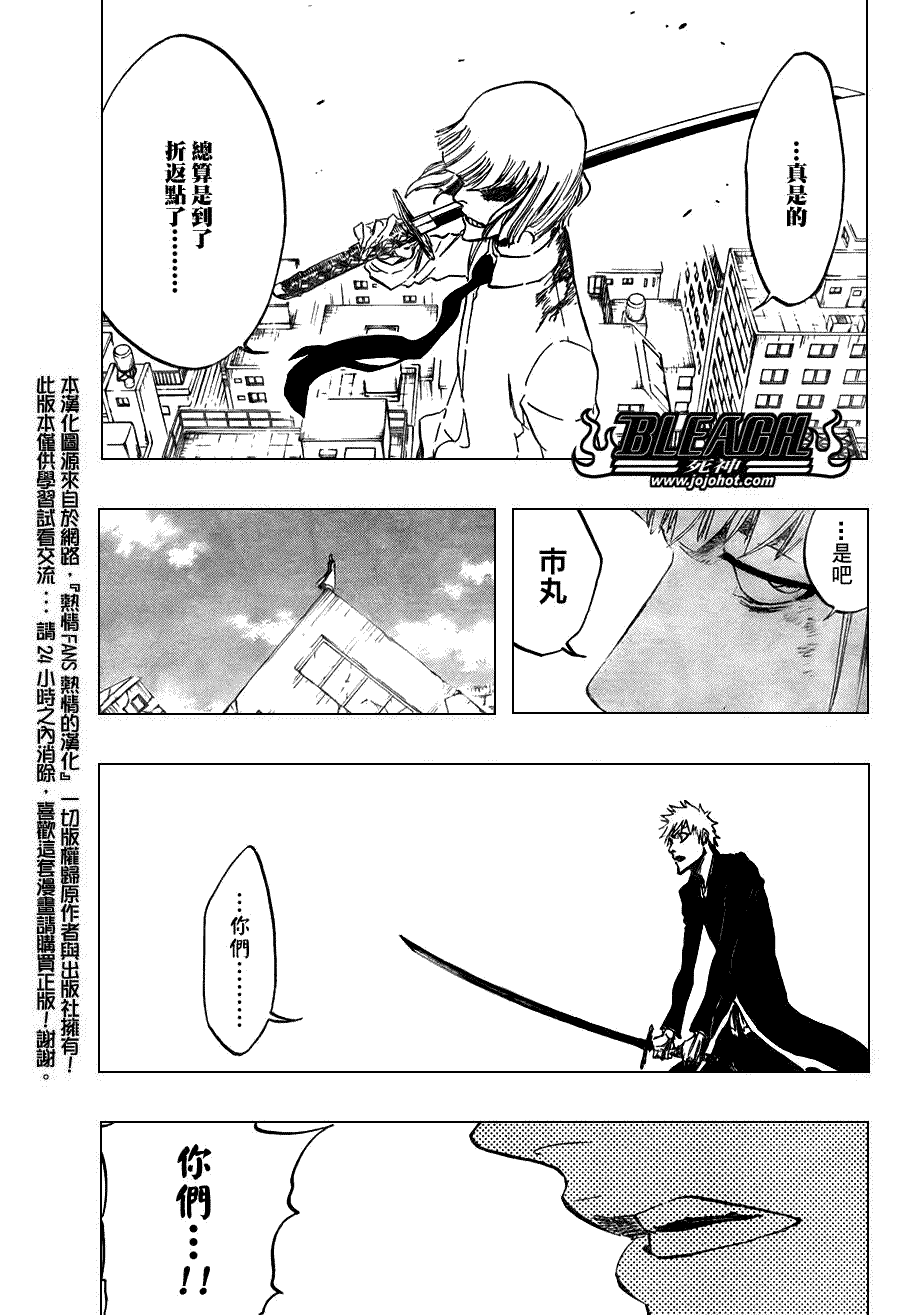 …真是的
總算是到了
折返點了………
BLEACH
死神
www.jojohot.com
…是吧
市丸
…你們………
你們…!!
本漢化圖源來自於網路．『熱情FANS 熱情的漢化』一切版權歸原作者與出版社擁有！
此版本僅供學習試看交流…請24小時之內消除．喜歡這套漫畫請購買正版！謝謝。